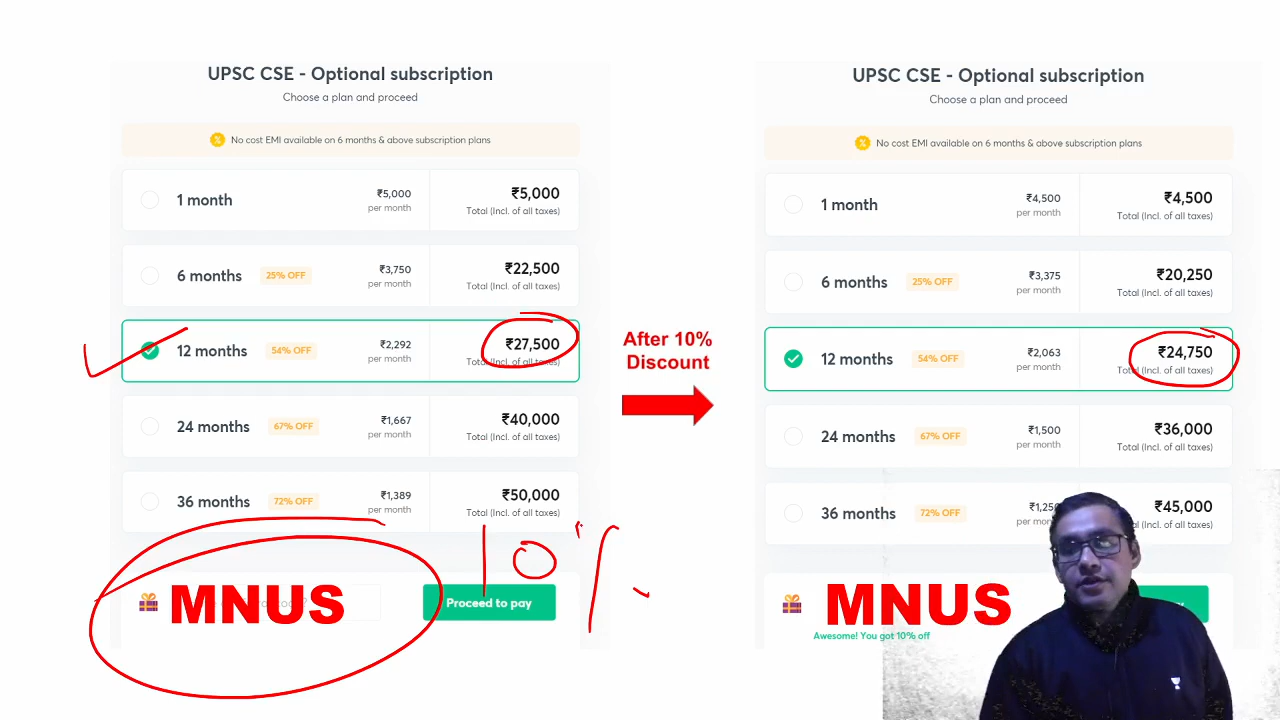 UPSC CSE - Optional subscription
Choose a plan and proceed
No cost EMI available on 6 months & above subscription plans
1 month ₹5,000 per month ₹5,000 Total (Incl. of all taxes)
6 months 25% OFF ₹3,750 per month ₹22,500 Total (Incl. of all taxes)
12 months 54% OFF ₹2,292 per month ₹27,500 Total (Incl. of all taxes)
24 months 67% OFF ₹1,667 per month ₹40,000 Total (Incl. of all taxes)
36 months 72% OFF ₹1,389 per month ₹50,000 Total (Incl. of all taxes)
MNUS
Proceed to pay
10%
After 10%
Discount
UPSC CSE - Optional subscription
Choose a plan and proceed
No cost EMI available on 6 months & above subscription plans
1 month ₹4,500 per month ₹4,500 Total (Incl. of all taxes)
6 months 25% OFF ₹3,375 per month ₹20,250 Total (Incl. of all taxes)
12 months 54% OFF ₹2,063 per month ₹24,750 Total (Incl. of all taxes)
24 months 67% OFF ₹1,500 per month ₹36,000 Total (Incl. of all taxes)
36 months 72% OFF ₹45,000 (Incl. of all taxes)
MNUS
Awesome! You got 10% off